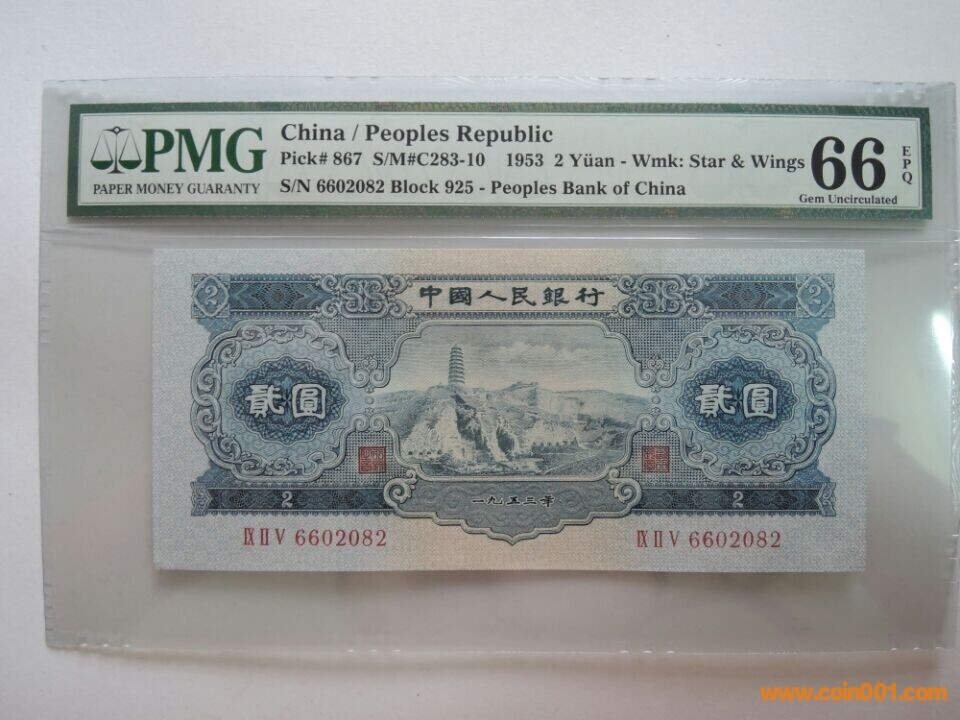 PMG
PAPER MONEY GUARANTY
China / Peoples Republic
Pick# 867 S/M#C283-10 1953 2 Yüan - Wmk: Star & Wings
S/N 6602082 Block 925 - Peoples Bank of China
66
EPQ
Gem Uncirculated
2
2
中國人民銀行
貳圓
貳圓
2
一九五三年
2
IX II V 6602082
IX II V 6602082
www.coin001.com